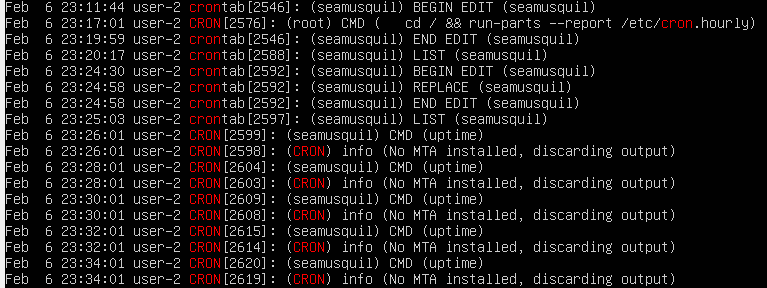 Feb  6 23:11:44 user-2 crontab[2546]: (seamusquil) BEGIN EDIT (seamusquil)
Feb  6 23:17:01 user-2 CRON[2576]: (root) CMD (   cd / && run-parts --report /etc/cron.hourly)
Feb  6 23:19:59 user-2 crontab[2546]: (seamusquil) END EDIT (seamusquil)
Feb  6 23:20:17 user-2 crontab[2588]: (seamusquil) LIST (seamusquil)
Feb  6 23:24:30 user-2 crontab[2592]: (seamusquil) BEGIN EDIT (seamusquil)
Feb  6 23:24:58 user-2 crontab[2592]: (seamusquil) REPLACE (seamusquil)
Feb  6 23:24:58 user-2 crontab[2592]: (seamusquil) END EDIT (seamusquil)
Feb  6 23:25:03 user-2 crontab[2597]: (seamusquil) LIST (seamusquil)
Feb  6 23:26:01 user-2 CRON[2599]: (seamusquil) CMD (uptime)
Feb  6 23:26:01 user-2 CRON[2598]: (CRON) info (No MTA installed, discarding output)
Feb  6 23:28:01 user-2 CRON[2604]: (seamusquil) CMD (uptime)
Feb  6 23:28:01 user-2 CRON[2603]: (CRON) info (No MTA installed, discarding output)
Feb  6 23:30:01 user-2 CRON[2609]: (seamusquil) CMD (uptime)
Feb  6 23:30:01 user-2 CRON[2608]: (CRON) info (No MTA installed, discarding output)
Feb  6 23:32:01 user-2 CRON[2615]: (seamusquil) CMD (uptime)
Feb  6 23:32:01 user-2 CRON[2614]: (CRON) info (No MTA installed, discarding output)
Feb  6 23:34:01 user-2 CRON[2620]: (seamusquil) CMD (uptime)
Feb  6 23:34:01 user-2 CRON[2619]: (CRON) info (No MTA installed, discarding output)